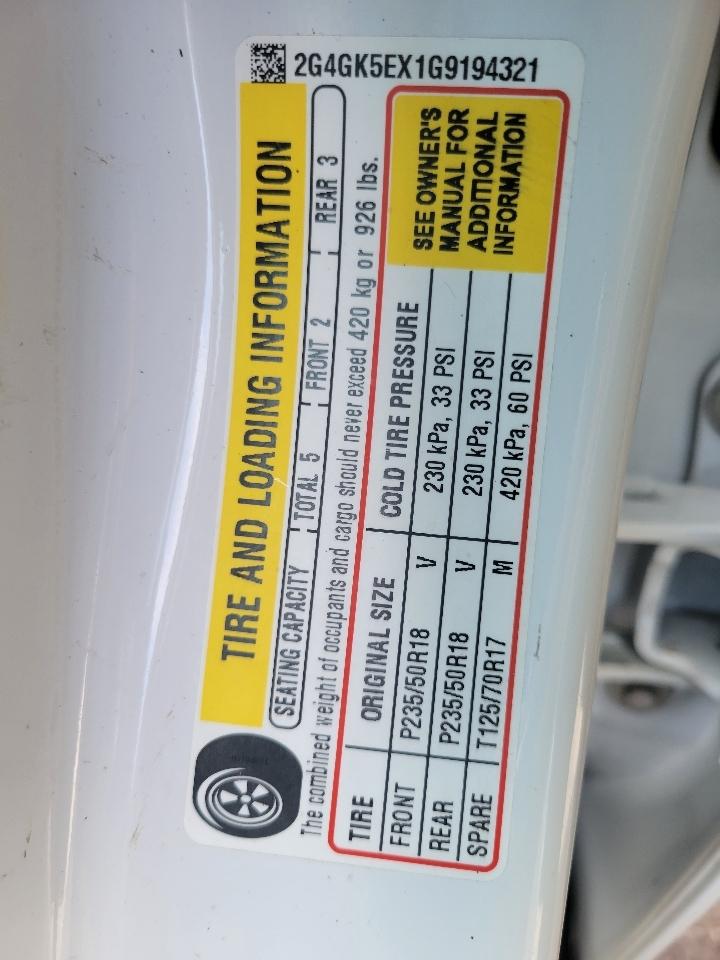 2G4GK5EX1G9194321
TIRE AND LOADING INFORMATION
SEATING CAPACITY TOTAL 5 FRONT 2 REAR 3
The combined weight of occupants and cargo should never exceed 420 kg or 926 lbs.
TIRE ORIGINAL SIZE COLD TIRE PRESSURE
FRONT P235/50R18 V 230 kPa, 33 PSI
REAR P235/50R18 V 230 kPa, 33 PSI
SPARE T125/70R17 M 420 kPa, 60 PSI
SEE OWNER'S
MANUAL FOR
ADDITIONAL
INFORMATION